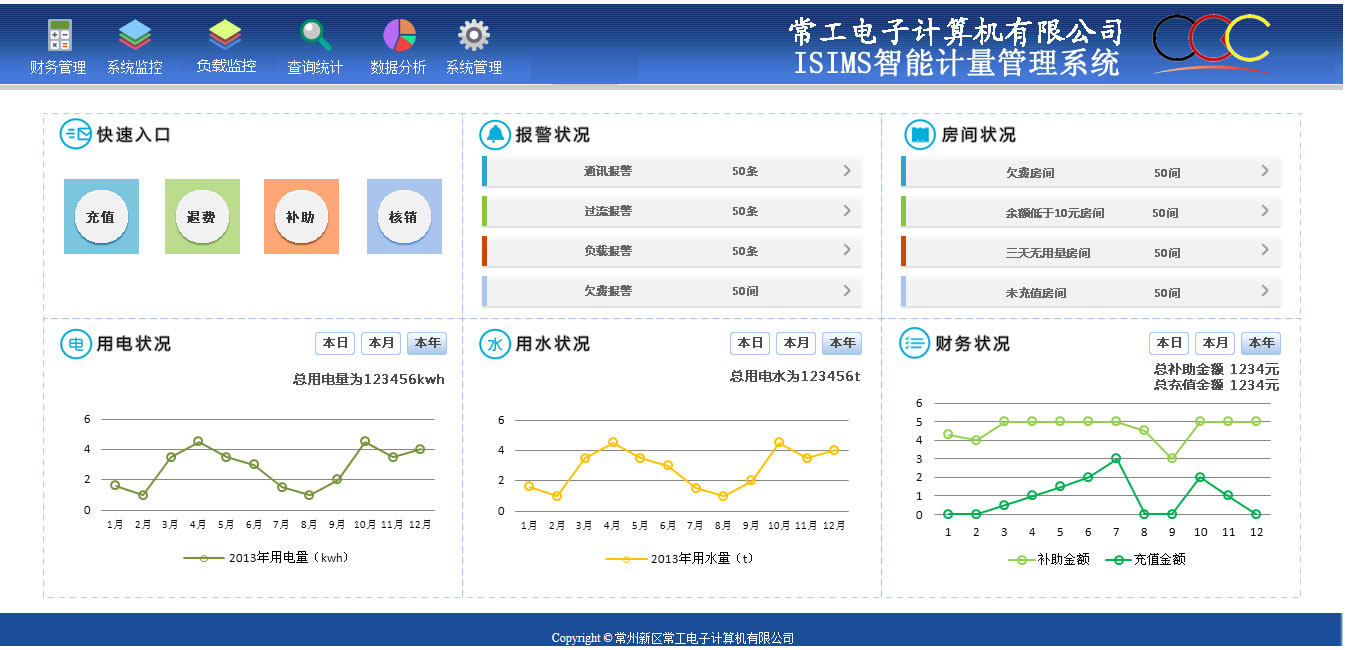 常工电子计算机有限公司
ISIMS智能计量管理系统
财务管理 系统监控 负载监控 查询统计 数据分析 系统管理
快速入口
充值 退费 补助 核销
报警状况
通讯报警 50条
过流报警 50条
负载报警 50条
欠费报警 50间
房间状况
欠费房间 50间
余额低于10元房间 50间
三天无用量房间 50间
未充值房间 50间
电 用电状况 本日 本月 本年
总用电量为123456kwh
6
4
2
0
1月 2月 3月 4月 5月 6月 7月 8月 9月 10月 11月 12月
2013年用电量（kwh）
水 用水状况 本日 本月 本年
总用电水为123456t
6
4
2
0
1月 2月 3月 4月 5月 6月 7月 8月 9月 10月 11月 12月
2013年用水量（t）
财务状况 本日 本月 本年
总补助金额 1234元
总充值金额 1234元
6
5
4
3
2
1
0
1 2 3 4 5 6 7 8 9 10 11 12
补助金额 充值金额
Copyright © 常州新区常工电子计算机有限公司